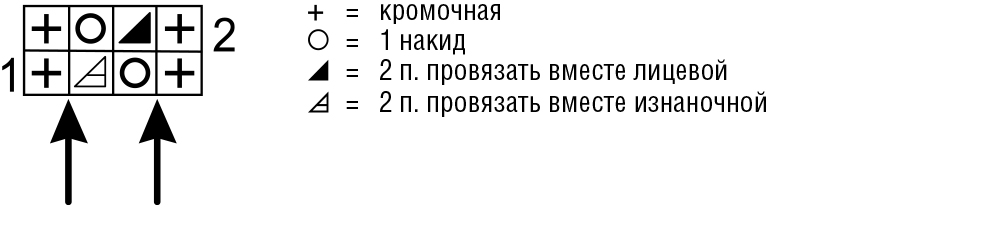 + = кромочная
2
○ = 1 накид
1
◢ = 2 п. провязать вместе лицевой
= 2 п. провязать вместе изнаночной